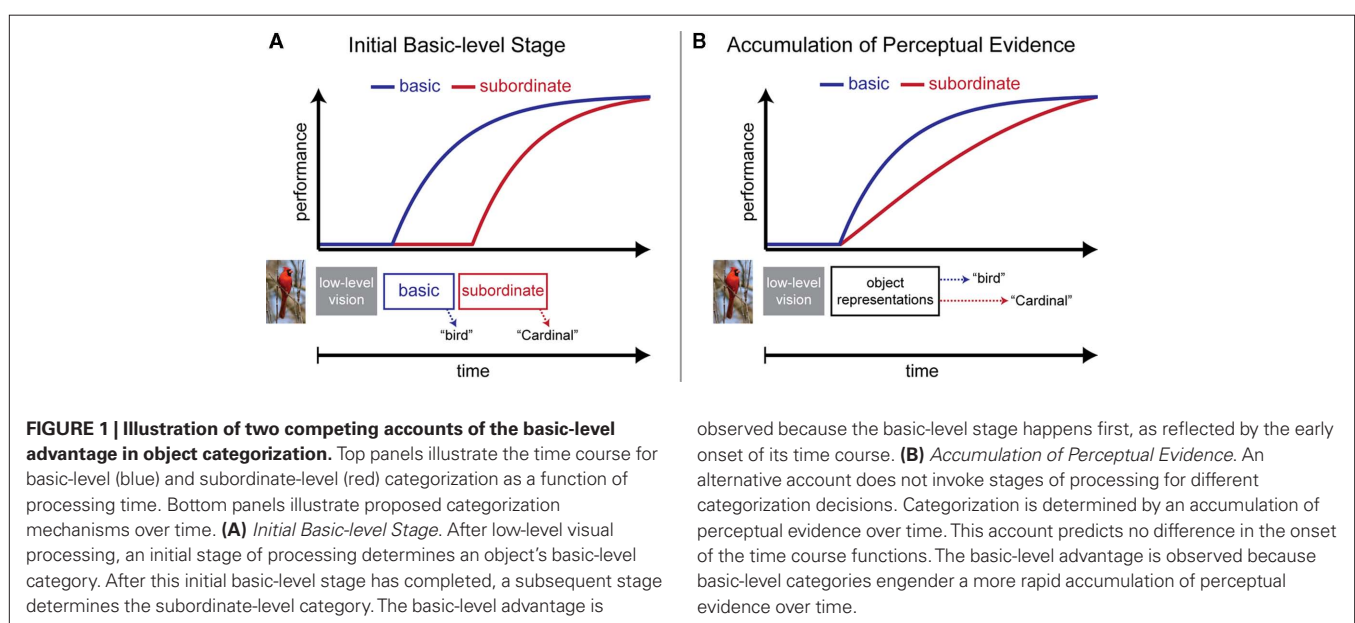 A
Initial Basic-level Stage
basic subordinate
performance
low-level
vision
basic
subordinate
“bird”
“Cardinal”
time
B
Accumulation of Perceptual Evidence
basic subordinate
performance
low-level
vision
object
representations
“bird”
“Cardinal”
time
FIGURE 1 | Illustration of two competing accounts of the basic-level
advantage in object categorization. Top panels illustrate the time course for
basic-level (blue) and subordinate-level (red) categorization as a function of
processing time. Bottom panels illustrate proposed categorization
mechanisms over time. (A) Initial Basic-level Stage. After low-level visual
processing, an initial stage of processing determines an object’s basic-level
category. After this initial basic-level stage has completed, a subsequent stage
determines the subordinate-level category. The basic-level advantage is
observed because the basic-level stage happens first, as reflected by the early
onset of its time course. (B) Accumulation of Perceptual Evidence. An
alternative account does not invoke stages of processing for different
categorization decisions. Categorization is determined by an accumulation of
perceptual evidence over time. This account predicts no difference in the onset
of the time course functions. The basic-level advantage is observed because
basic-level categories engender a more rapid accumulation of perceptual
evidence over time.